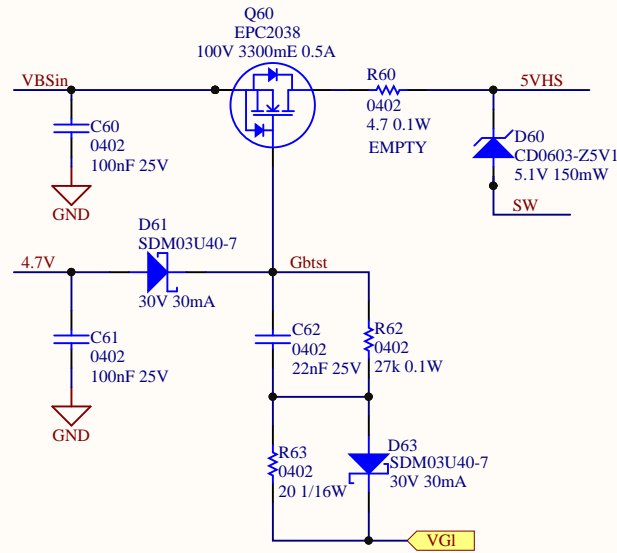 Q60
EPC2038
100V 3300mE 0.5A
VBSin
R60
0402
4.7 0.1W
EMPTY
5VHS
C60
0402
100nF 25V
GND
D60
CD0603-Z5V1
5.1V 150mW
SW
D61
SDM03U40-7
30V 30mA
4.7V
Gbtst
C61
0402
100nF 25V
GND
C62
0402
22nF 25V
R62
0402
27k 0.1W
R63
0402
20 1/16W
D63
SDM03U40-7
30V 30mA
VGl